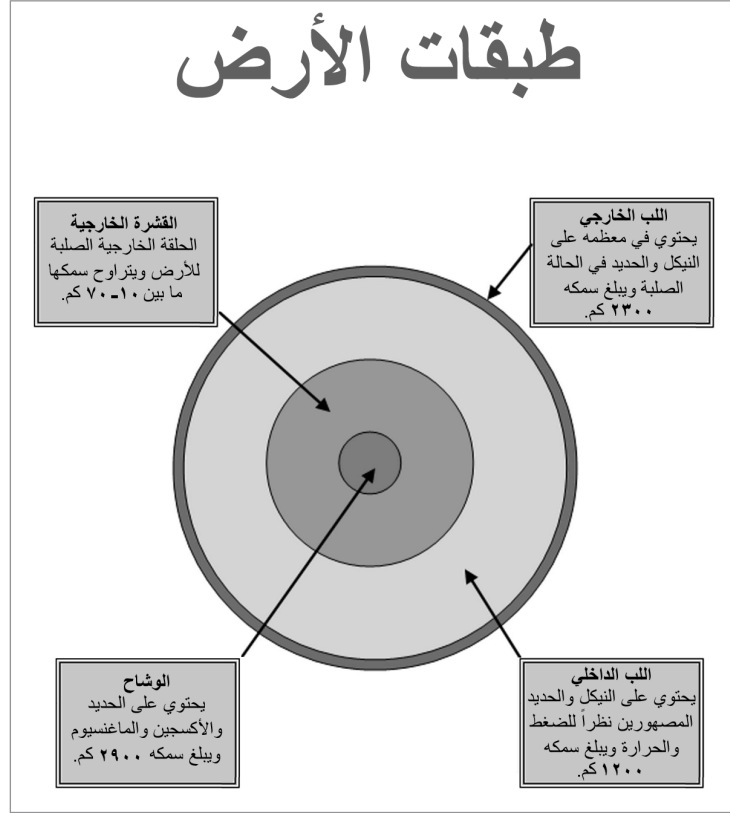 طبقات الأرض
اللب الخارجي
يحتوي في معظمه على
النيكل والحديد في الحالة
الصلبة ويبلغ سمكه
٢٣٠٠ كم.
القشرة الخارجية
الحلقة الخارجية الصلبة
للأرض ويتراوح سمكها
ما بين ١٠-٧٠ كم.
اللب الداخلي
يحتوي على النيكل والحديد
المصهورين نظراً للضغط
والحرارة ويبلغ سمكه
١٢٠٠ كم.
الوشاح
يحتوي على الحديد
والأكسجين والماغنسيوم
ويبلغ سمكه ٢٩٠٠ كم.